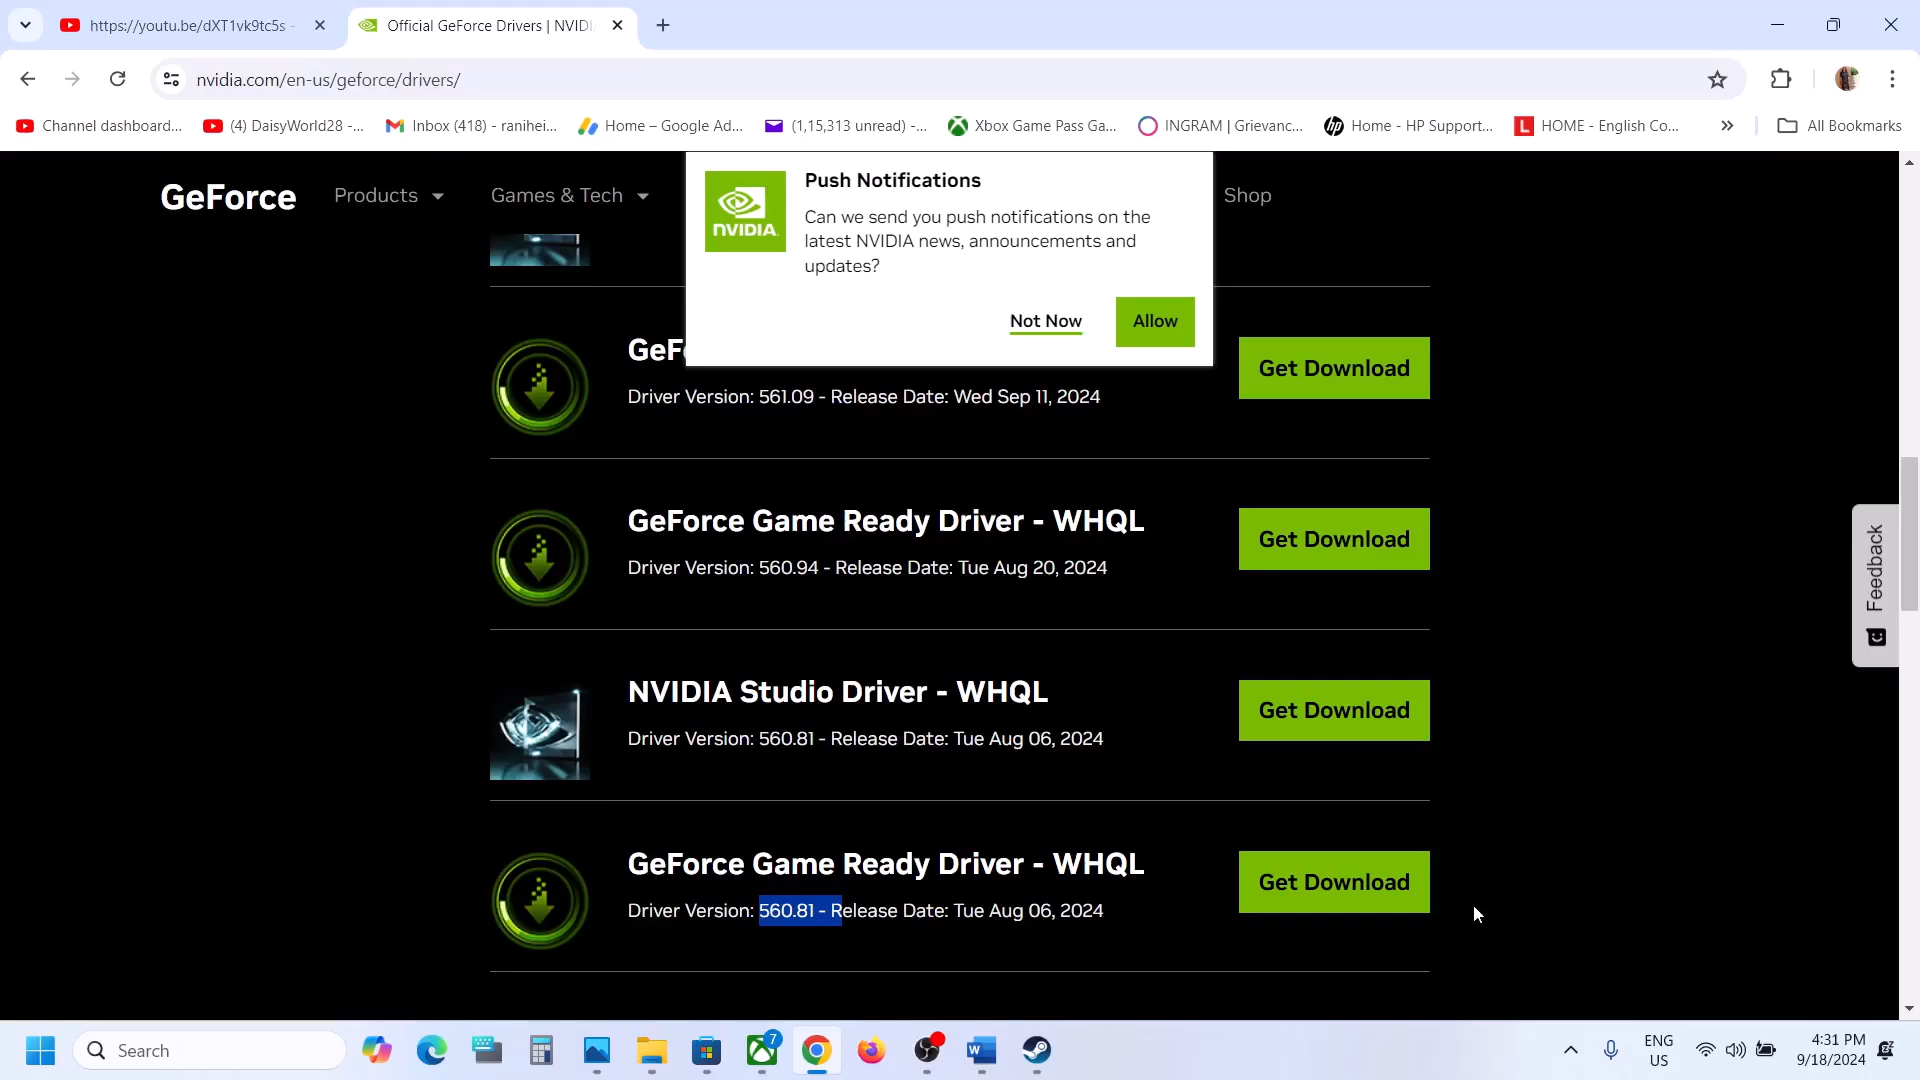 https://youtu.be/dXT1vk9tc5s -
Official GeForce Drivers | NVIDI
nvidia.com/en-us/geforce/drivers/
Channel dashboard...
(4) DaisyWorld28 -...
Inbox (418) - ranihei...
Home – Google Ad...
(1,15,313 unread) -...
Xbox Game Pass Ga...
INGRAM | Grievanc...
Home - HP Support...
HOME - English Co...
All Bookmarks
GeForce
Products
Games & Tech
Shop
NVIDIA.
Push Notifications
Can we send you push notifications on the
latest NVIDIA news, announcements and
updates?
Not Now
Allow
GeF
Driver Version: 561.09 - Release Date: Wed Sep 11, 2024
Get Download
GeForce Game Ready Driver - WHQL
Driver Version: 560.94 - Release Date: Tue Aug 20, 2024
Get Download
NVIDIA Studio Driver - WHQL
Driver Version: 560.81 - Release Date: Tue Aug 06, 2024
Get Download
GeForce Game Ready Driver - WHQL
Driver Version: 560.81 - Release Date: Tue Aug 06, 2024
Get Download
Feedback
Search
7
ENG
US
4:31 PM
9/18/2024